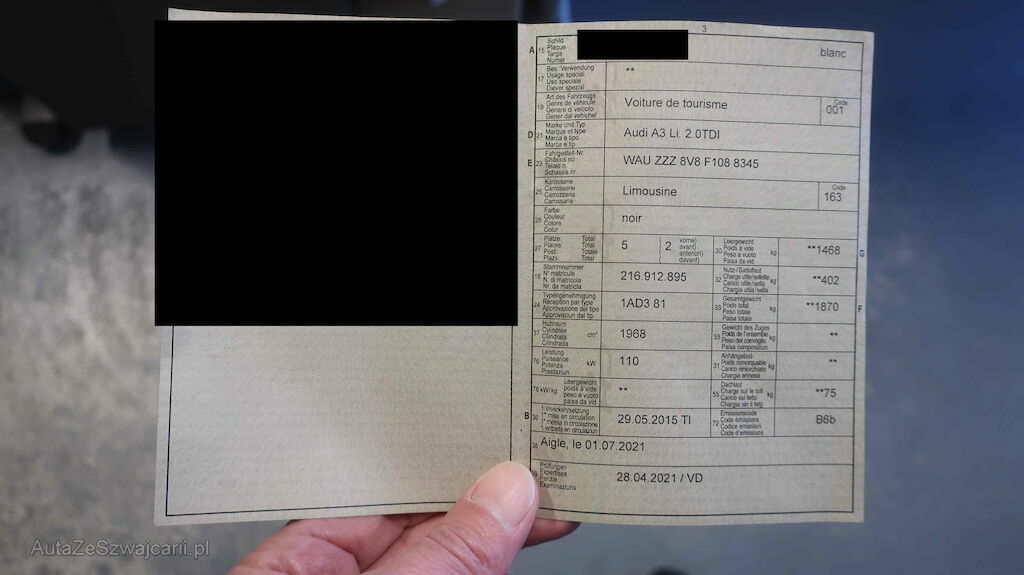 3
A 15 Schild
Plaque
Targa
Numer
blanc
17 Bes. Verwendung
Usage spécial
Uso speciale
Diever spezial
**
19 Art des Fahrzeugs
Genre de véhicule
Genere di veicolo
Gener dal vehichel
Voiture de tourisme
Code
001
D 21 Marke und Typ
Marque et type
Marca e tipo
Marca e tip
Audi A3 Li. 2.0TDI
E 23 Fahrgestell-Nr.
Châssis no
Telaio n.
Schassis nr.
WAU ZZZ 8V8 F108 8345
25 Karosserie
Carrosserie
Carrozzeria
Carossaria
Limousine
Code
163
26 Farbe
Couleur
Colore
Colur
noir
27 Plätze Total
Places Total
Posti Totale
Plazs Total
5 ( 2 vorne)
avant)
anteriori)
davant)
30 Leergewicht
Poids à vide
Peso a vuoto
Paisa da vid
kg
**1468
G
18 Stammnummer
N° matricule
N. di matricola
Nr. da matricla
216.912.895
32 Nutz-/Sattellast
Charge utile/sellette
Carico utile/sella
Chargia utila/sella
kg
**402
24 Typengenehmigung
Réception par type
Approvazione del tipo
Approvaziun dal tip
1AD3 81
33 Gesamtgewicht
Poids total
Peso totale
Paisa totala
kg
**1870
F
37 Hubraum
Cylindrée
Cilindrata
Cilindrada
cm³
1968
35 Gewicht des Zuges
Poids de l'ensemble
Peso del convoglio
Paisa cumposiziun
kg
**
76 Leistung
Puissance
Potenza
Prestaziun
kW
110
31 Anhängelast
Poids remorquable
Carico rimorchiato
Chargia annexa
kg
**
78 kW/kg Leergewicht
poids à vide
peso a vuoto
paisa da vid
**
55 Dachlast
Charge sur le toit
Carico sul tetto
Chargia sin il tetg
kg
**75
B 36 1. Inverkehrsetzung
1re mise en circulation
1a messa in circolazione
1. entrada en circulaziun
29.05.2015 TI
72 Emissionscode
Code émissions
Codice emissioni
Code d'emissiuns
B6b
38 Aigle, le 01.07.2021
39 Prüfungen
Expertises
Perizie
Examinaziuns
28.04.2021 / VD
AutaZeSzwajcarii.pl